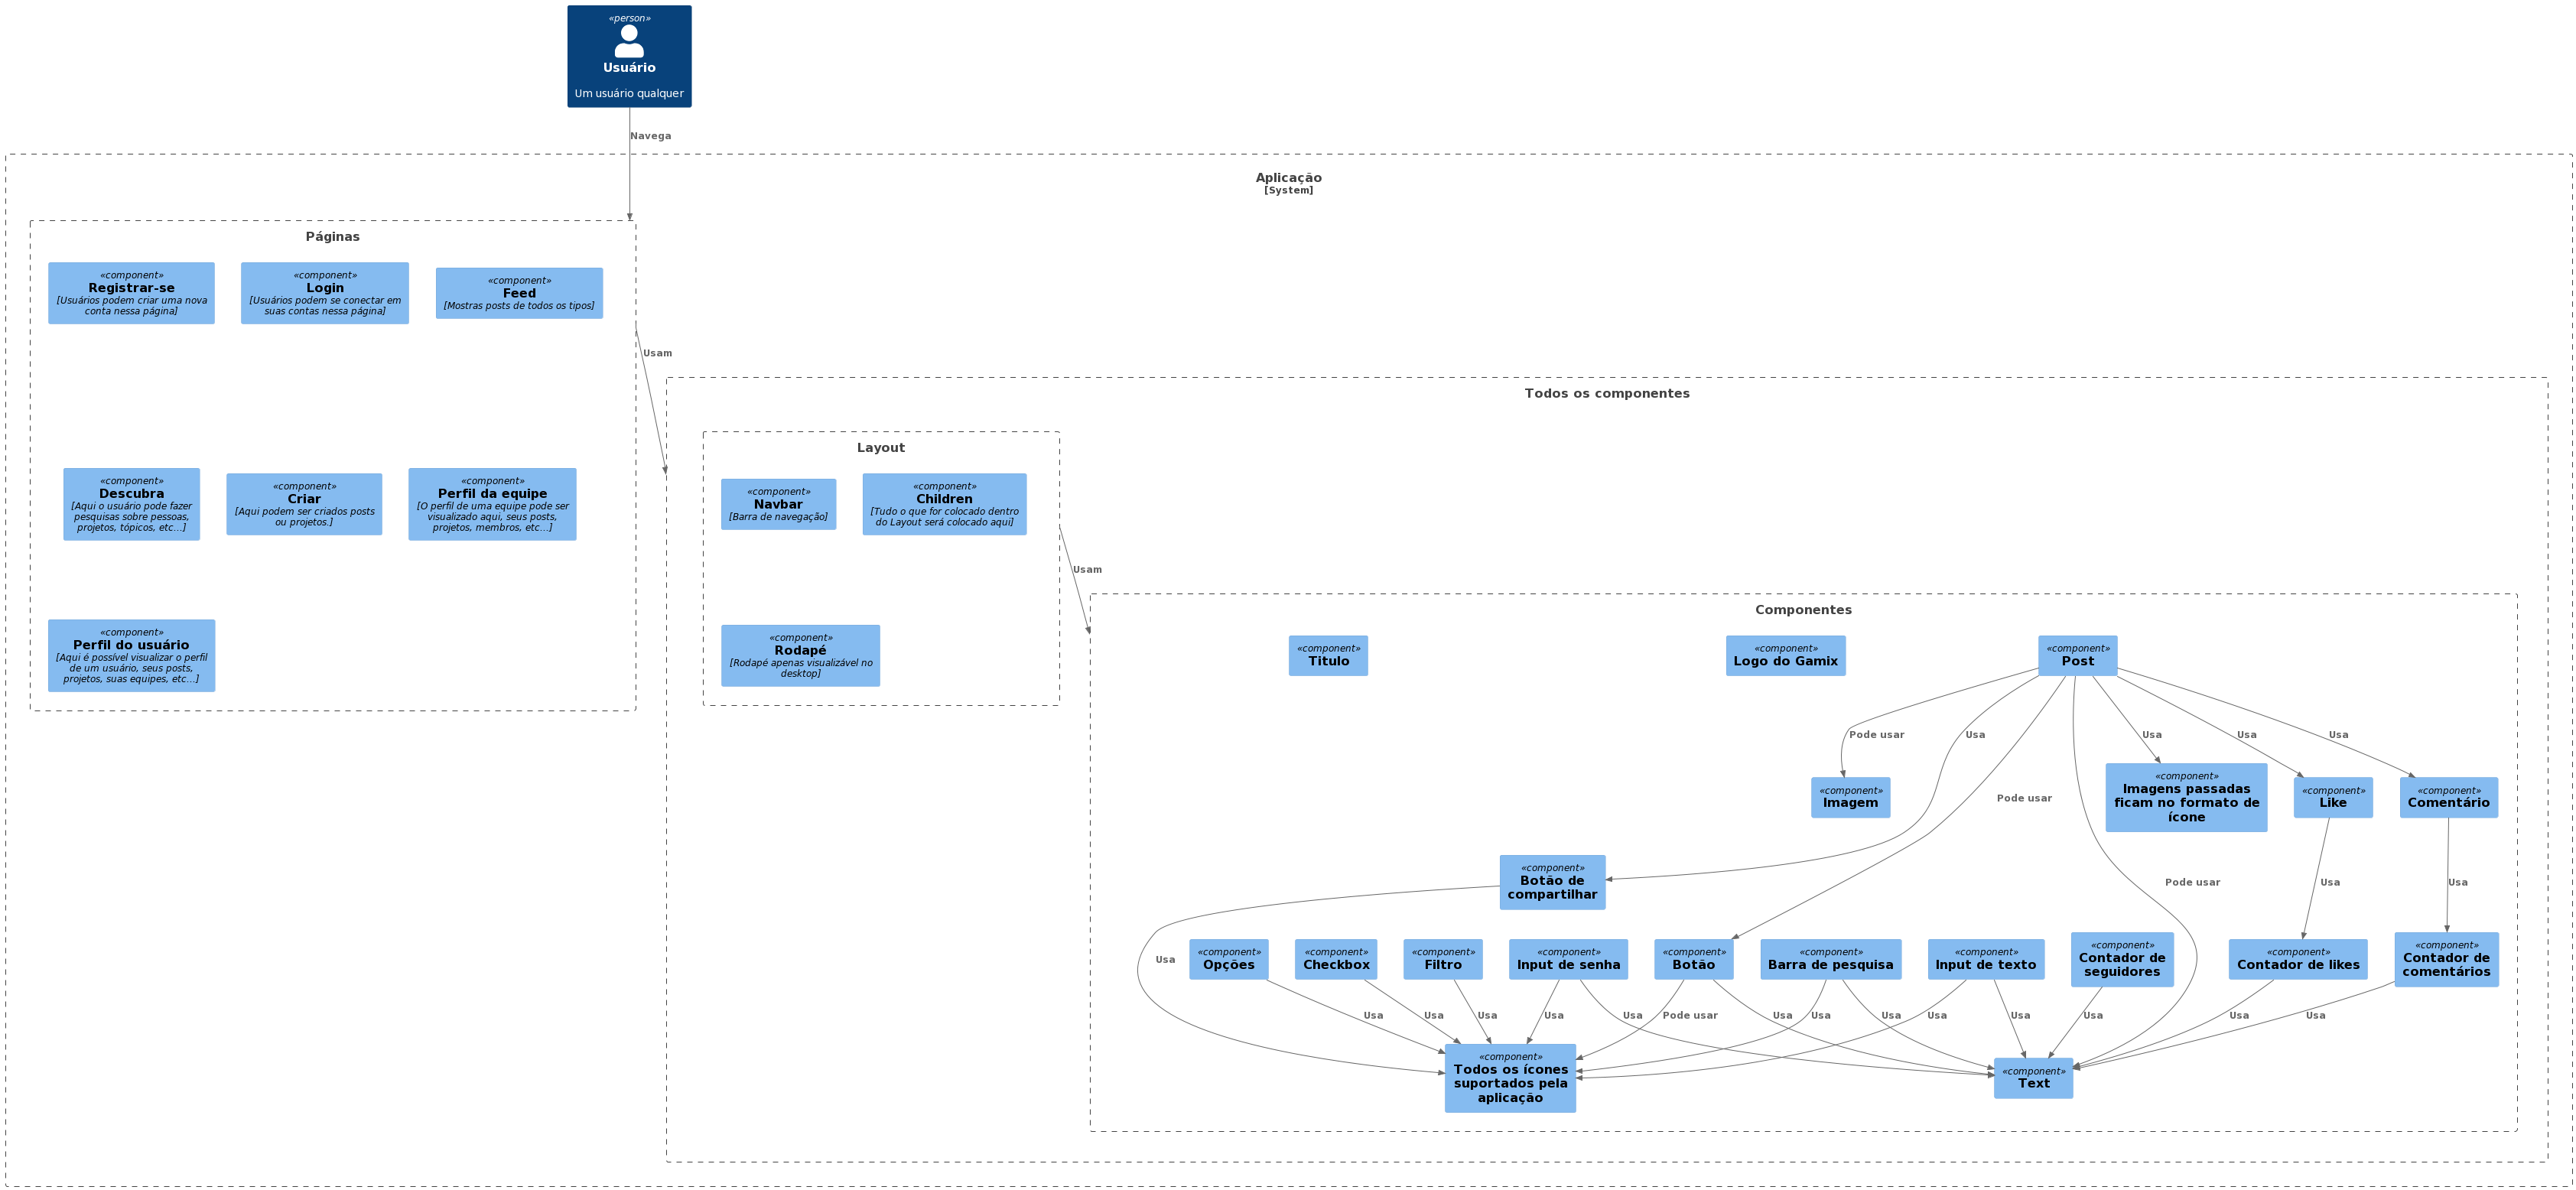 «person»
Usuário
Um usuário qualquer
Navega
Aplicação
[System]
Páginas
«component»
Registrar-se
[Usuários podem criar uma nova
conta nessa página]
«component»
Login
[Usuários podem se conectar em
suas contas nessa página]
«component»
Feed
[Mostras posts de todos os tipos]
Usam
«component»
Descubra
[Aqui o usuário pode fazer
pesquisas sobre pessoas,
projetos, tópicos, etc...]
«component»
Criar
[Aqui podem ser criados posts
ou projetos.]
«component»
Perfil da equipe
[O perfil de uma equipe pode ser
visualizado aqui, seus posts,
projetos, membros, etc...]
«component»
Perfil do usuário
[Aqui é possível visualizar o perfil
de um usuário, seus posts,
projetos, suas equipes, etc...]
Todos os componentes
Layout
«component»
Navbar
[Barra de navegação]
«component»
Children
[Tudo o que for colocado dentro
do Layout será colocado aqui]
«component»
Rodapé
[Rodapé apenas visualizável no
desktop]
Usam
Componentes
«component»
Titulo
«component»
Logo do Gamix
«component»
Post
Pode usar
Usa
Usa
Usa
Usa
Pode usar
«component»
Imagem
«component»
Imagens passadas
ficam no formato de
ícone
«component»
Like
«component»
Comentário
«component»
Botão de
compartilhar
Pode usar
Usa
Usa
Usa
«component»
Opções
«component»
Checkbox
«component»
Filtro
«component»
Input de senha
«component»
Botão
«component»
Barra de pesquisa
«component»
Input de texto
«component»
Contador de
seguidores
«component»
Contador de likes
«component»
Contador de
comentários
Usa
Usa
Usa
Usa
Usa
Pode usar
Usa
Usa
Usa
Usa
Usa
Usa
Usa
Usa
«component»
Todos os ícones
suportados pela
aplicação
«component»
Text